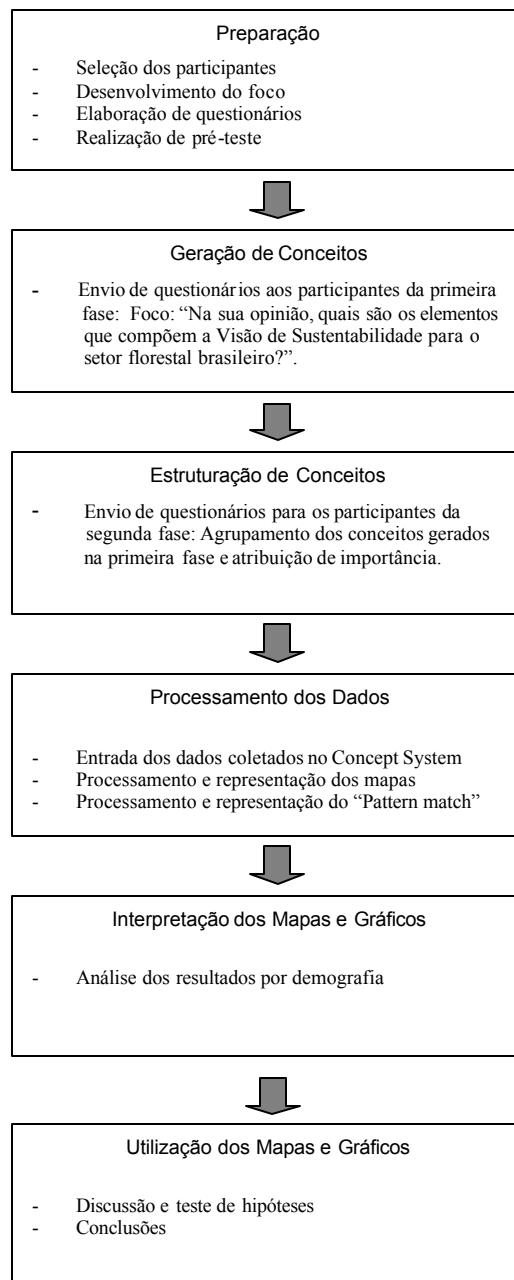 Preparação
- Seleção dos participantes
- Desenvolvimento do foco
- Elaboração de questionários
- Realização de pré-teste
Geração de Conceitos
- Envio de questionários aos participantes da primeira
fase: Foco: “Na sua opinião, quais são os elementos
que compõem a Visão de Sustentabilidade para o
setor florestal brasileiro?”.
Estruturação de Conceitos
- Envio de questionários para os participantes da
segunda fase: Agrupamento dos conceitos gerados
na primeira fase e atribuição de importância.
Processamento dos Dados
- Entrada dos dados coletados no Concept System
- Processamento e representação dos mapas
- Processamento e representação do “Pattern match”
Interpretação dos Mapas e Gráficos
- Análise dos resultados por demografia
Utilização dos Mapas e Gráficos
- Discussão e teste de hipóteses
- Conclusões